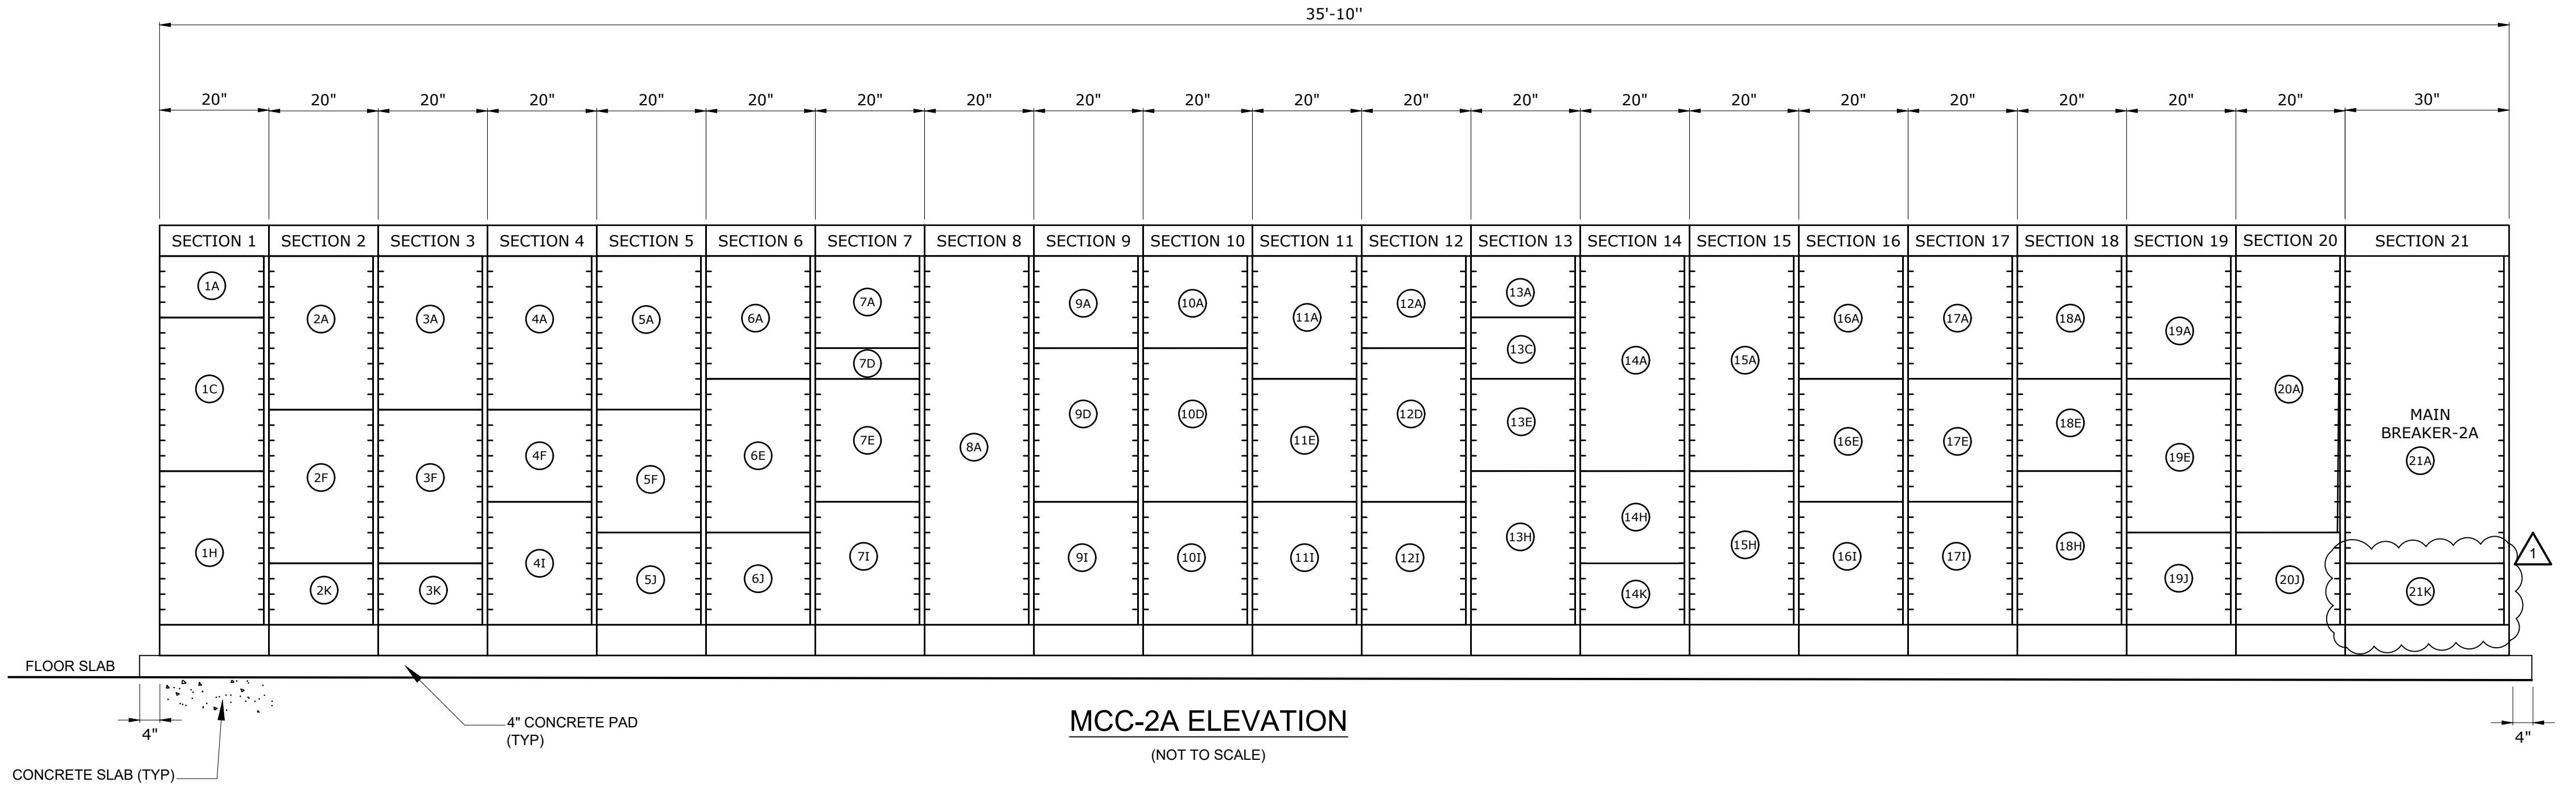 35'-10''
20" 20" 20" 20" 20" 20" 20" 20" 20" 20" 20" 20" 20" 20" 20" 20" 20" 20" 20" 20" 30"
SECTION 1 SECTION 2 SECTION 3 SECTION 4 SECTION 5 SECTION 6 SECTION 7 SECTION 8 SECTION 9 SECTION 10 SECTION 11 SECTION 12 SECTION 13 SECTION 14 SECTION 15 SECTION 16 SECTION 17 SECTION 18 SECTION 19 SECTION 20 SECTION 21
1A
1C
1H
2A
2F
2K
3A
3F
3K
4A
4F
4I
5A
5F
5J
6A
6E
6J
7A
7D
7E
7I
8A
9A
9D
9I
10A
10D
10I
11A
11E
11I
12A
12D
12I
13A
13C
13E
13H
14A
14H
14K
15A
15H
16A
16E
16I
17A
17E
17I
18A
18E
18H
19A
19E
19J
20A
20J
MAIN
BREAKER-2A
21A
21K
1
FLOOR SLAB
4"
4" CONCRETE PAD
(TYP)
CONCRETE SLAB (TYP)
MCC-2A ELEVATION
(NOT TO SCALE)
4"